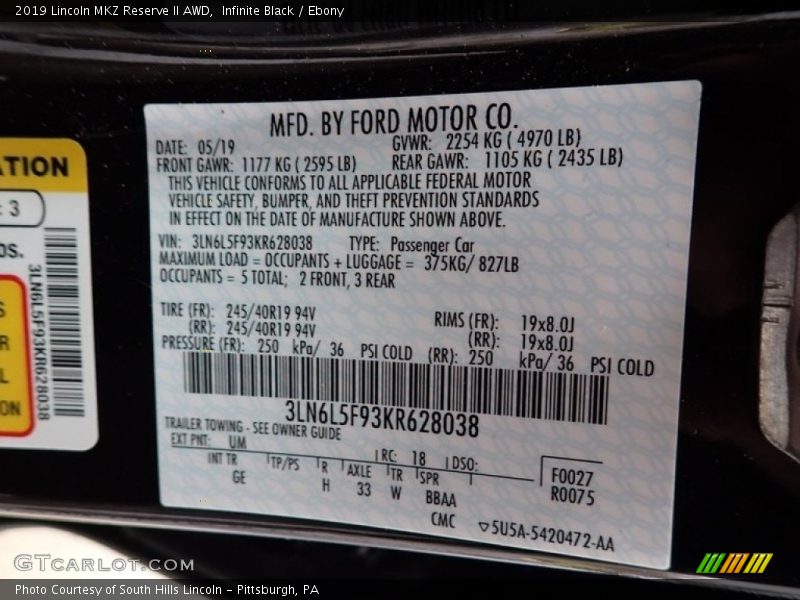 2019 Lincoln MKZ Reserve II AWD,  Infinite Black / Ebony
MFD. BY FORD MOTOR CO.
DATE: 05/19 GVWR: 2254 KG ( 4970 LB)
FRONT GAWR: 1177 KG ( 2595 LB) REAR GAWR: 1105 KG ( 2435 LB)
THIS VEHICLE CONFORMS TO ALL APPLICABLE FEDERAL MOTOR
VEHICLE SAFETY, BUMPER, AND THEFT PREVENTION STANDARDS
IN EFFECT ON THE DATE OF MANUFACTURE SHOWN ABOVE.
VIN: 3LN6L5F93KR628038 TYPE: Passenger Car
MAXIMUM LOAD = OCCUPANTS + LUGGAGE = 375KG/ 827LB
OCCUPANTS = 5 TOTAL; 2 FRONT, 3 REAR
TIRE (FR): 245/40R19 94V RIMS (FR): 19x8.0J
(RR): 245/40R19 94V (RR): 19x8.0J
PRESSURE (FR): 250 kPa/ 36 PSI COLD (RR): 250 kPa/ 36 PSI COLD
3LN6L5F93KR628038
TRAILER TOWING - SEE OWNER GUIDE
EXT PNT: UM RC: 18 DSO:
INT TR TP/PS R AXLE TR SPR F0027
GE H 33 W BBAA R0075
CMC 5U5A-5420472-AA
ATION
: 3
OS.
3LN6L5F93KR628038
S
R
L
ON
GTCARLOT.COM
Photo Courtesy of South Hills Lincoln - Pittsburgh, PA